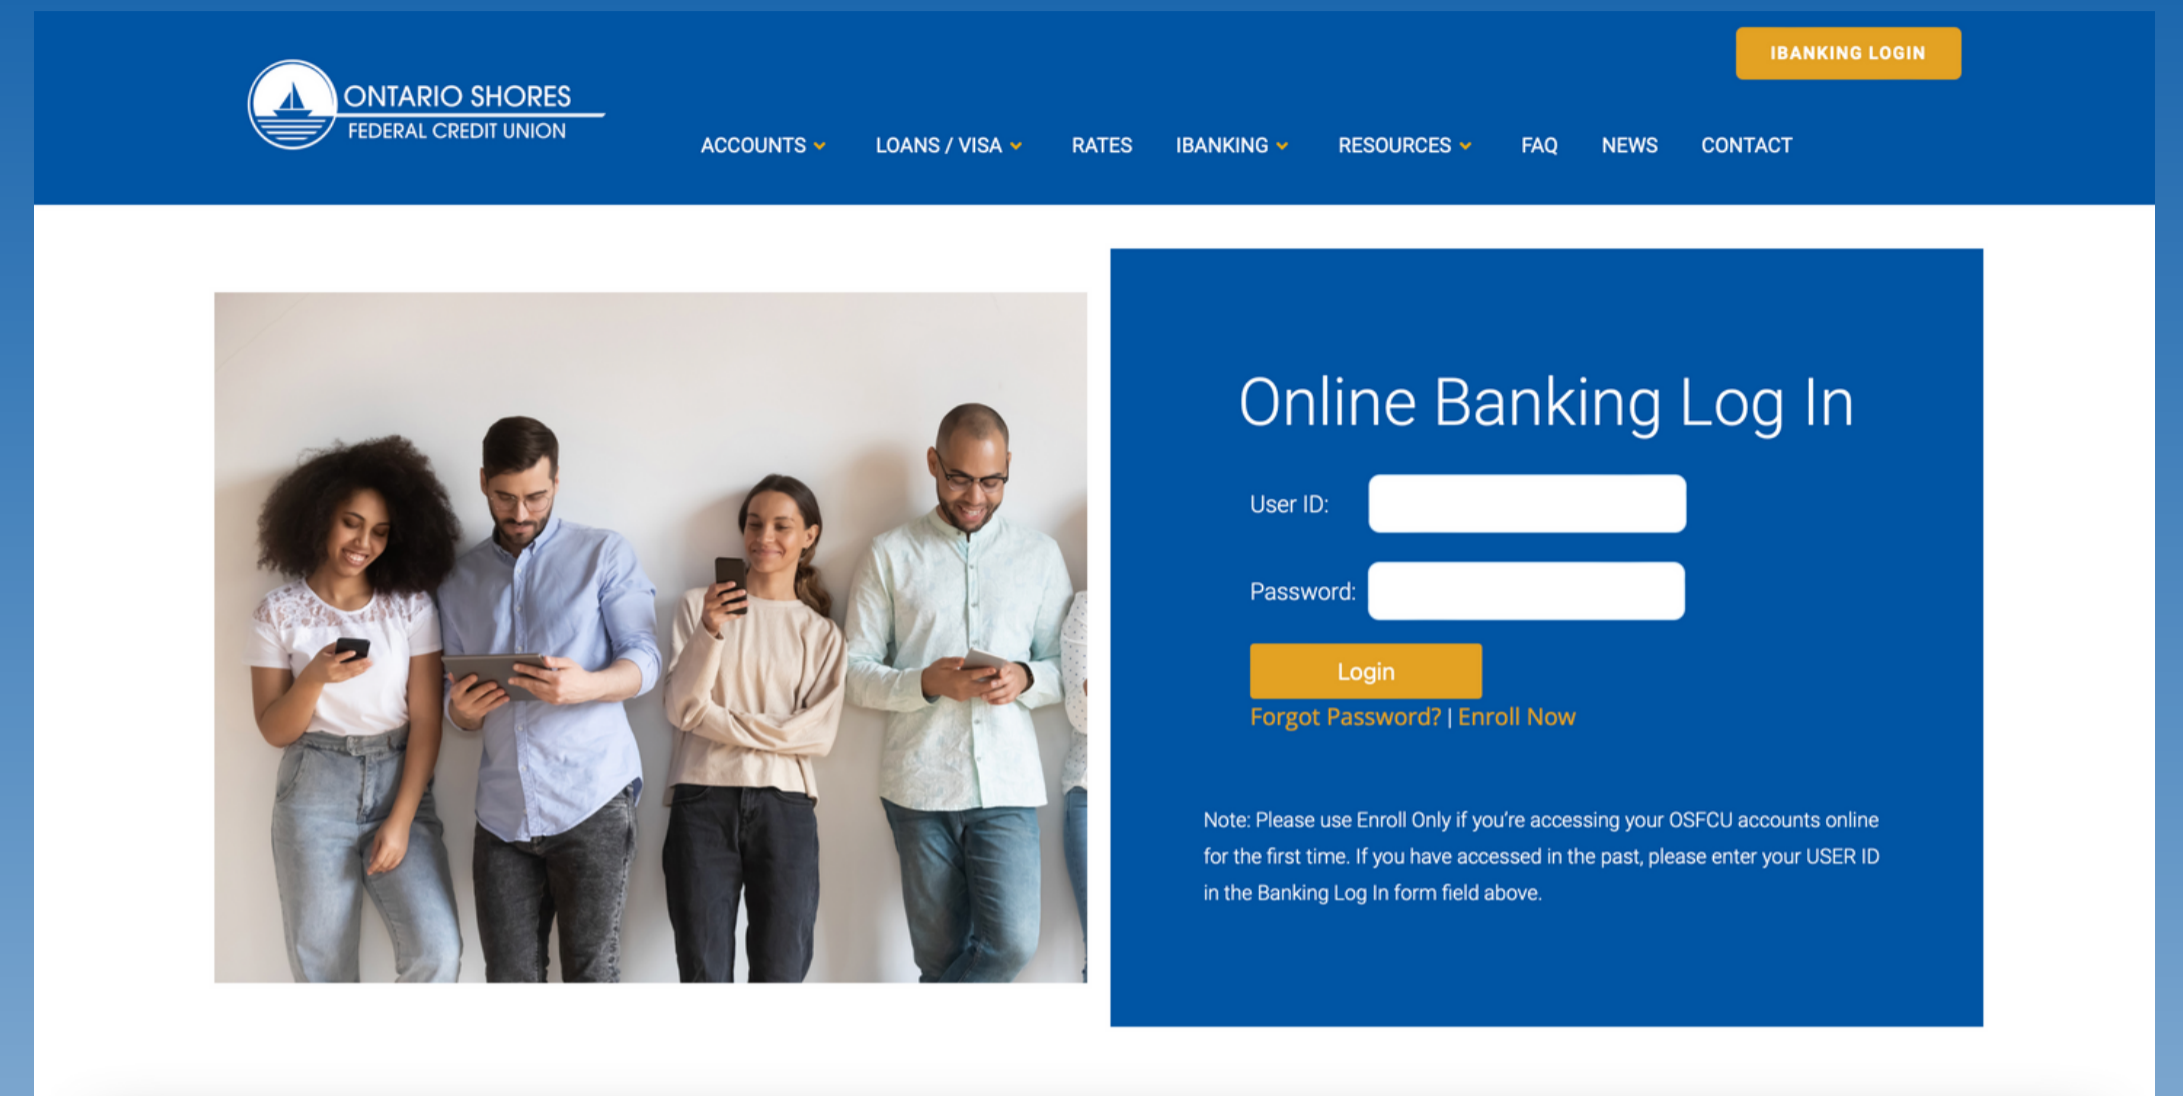 IBANKING LOGIN
ONTARIO SHORES
FEDERAL CREDIT UNION
ACCOUNTS LOANS / VISA RATES IBANKING RESOURCES FAQ NEWS CONTACT
Online Banking Log In
User ID:
Password:
Login
Forgot Password? | Enroll Now
Note: Please use Enroll Only if you're accessing your OSFCU accounts online
for the first time. If you have accessed in the past, please enter your USER ID
in the Banking Log In form field above.